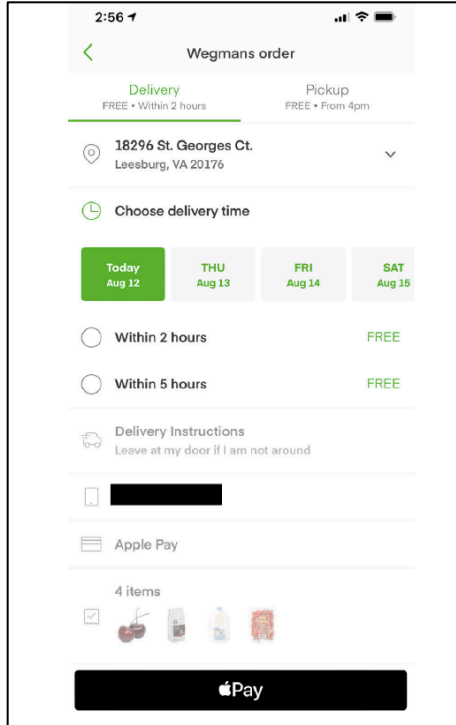 2:56
Wegmans order
Delivery
FREE • Within 2 hours
Pickup
FREE • From 4pm
18296 St. Georges Ct.
Leesburg, VA 20176
Choose delivery time
Today
Aug 12
THU
Aug 13
FRI
Aug 14
SAT
Aug 15
Within 2 hours FREE
Within 5 hours FREE
Delivery Instructions
Leave at my door if I am not around
Apple Pay
4 items
Pay